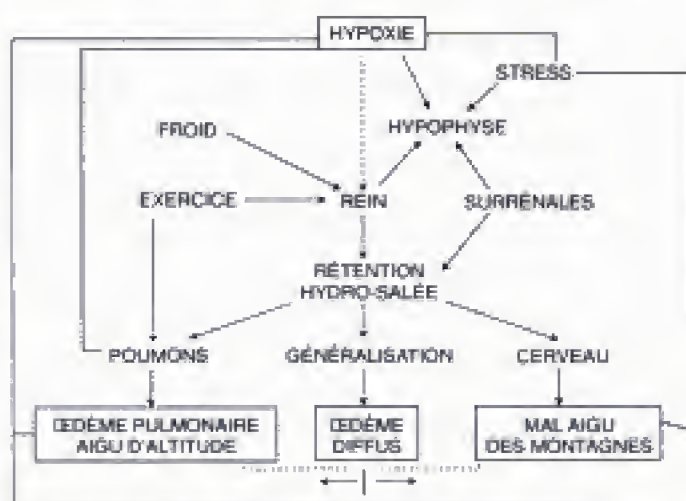 HYPOXIE
STRESS
FROID
HYPOPHYSE
EXERCICE
REIN
SURRÉNALES
RÉTENTION
HYDRO-SALÉE
POUMONS
GÉNÉRALISATION
CERVEAU
ŒDÈME PULMONAIRE
AIGU D'ALTITUDE
ŒDÈME
DIFFUS
MAL AIGU
DES MONTAGNES